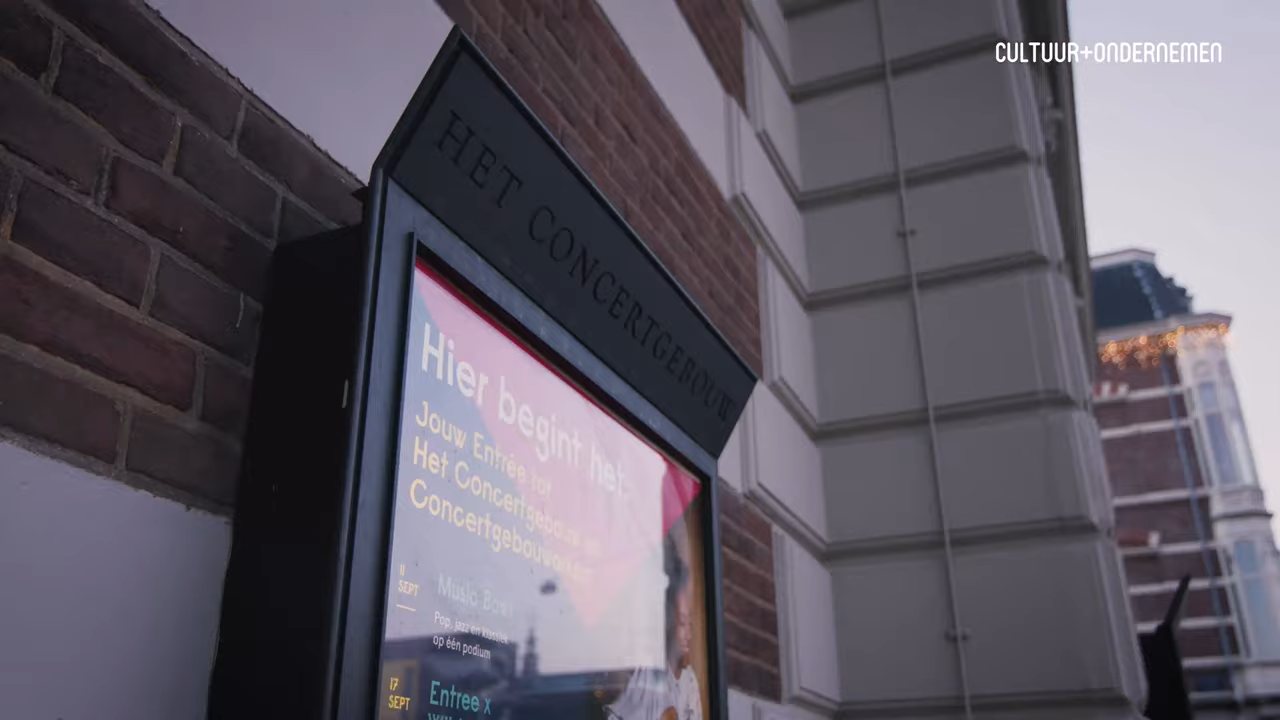 CULTUUR+ONDERNEMEN
HET CONCERTGEBOUW
Hier begint het.
Jouw Entrée tot
Het Concertgebouw en
Concertgebouworkest
11
SEPT
Music Bowl
Pop, jazz en klassiek
op één podium
17
SEPT
Entree x